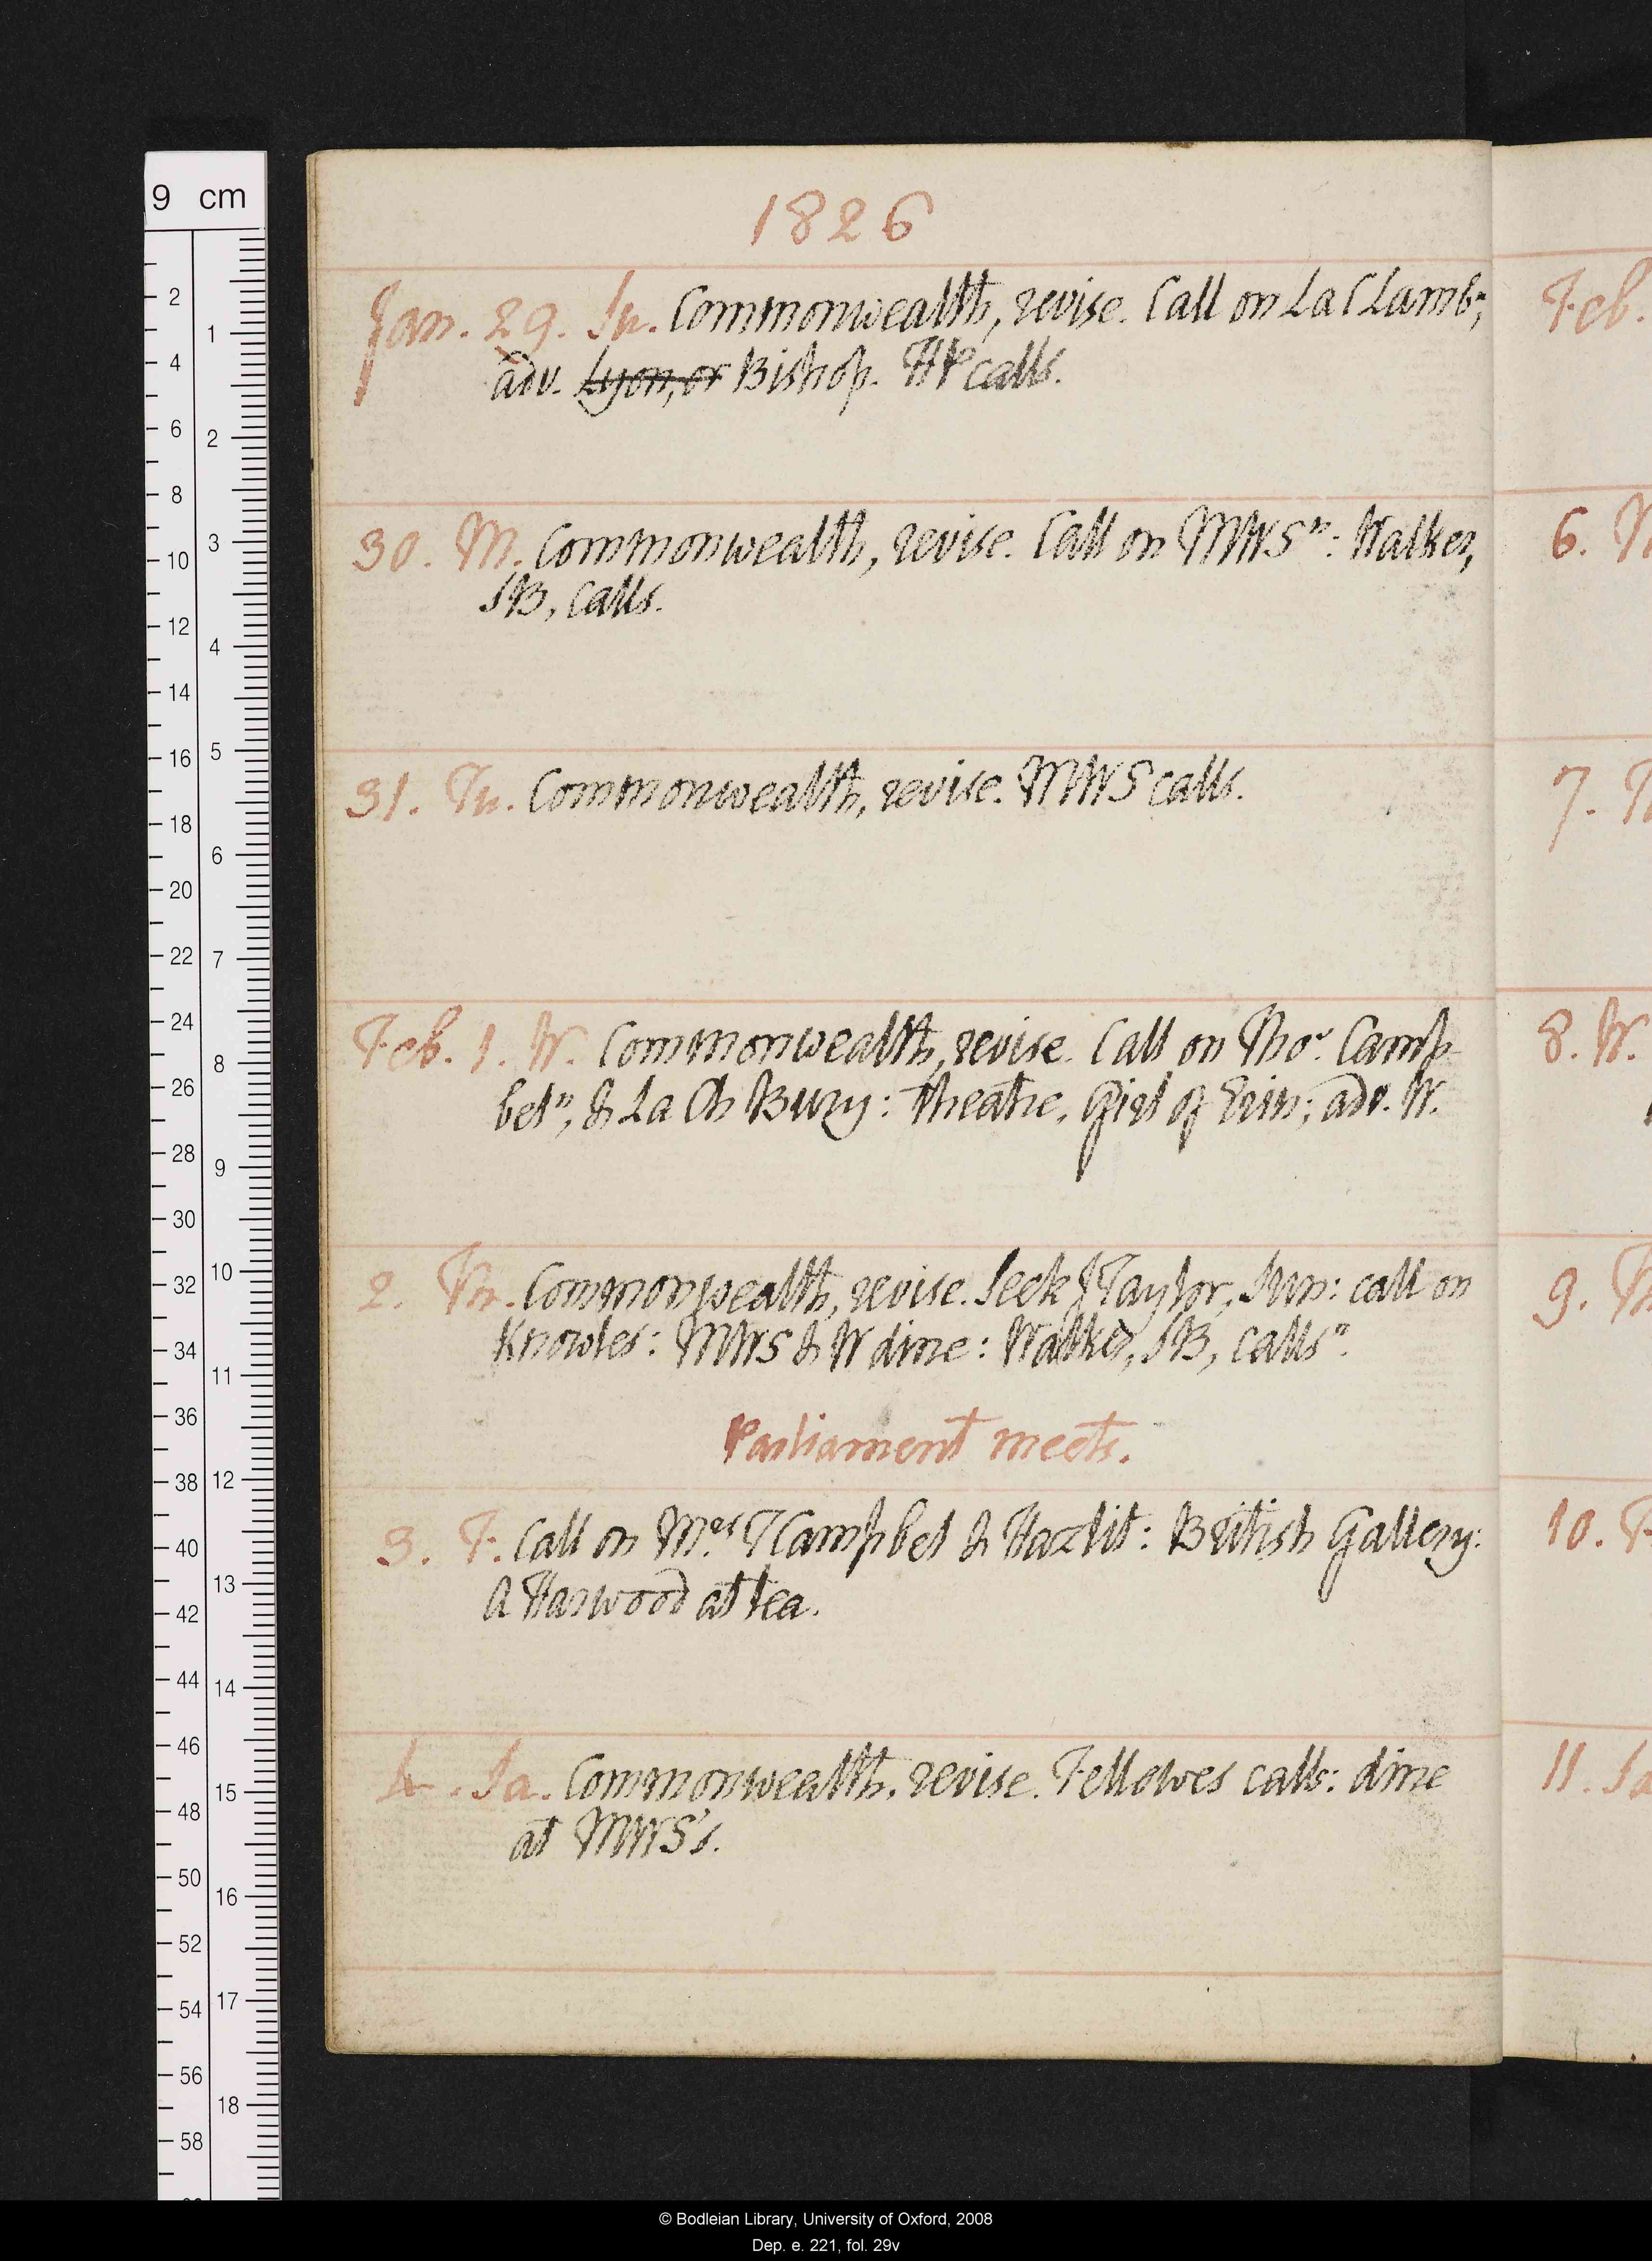 1826
Jan. 29. Su. Commonwealth, revise. Call on La C Lamb n;
adv. Lyon, or Bishop. HP calls.
30. M. Commonwealth, revise. Call on MWS n: Walker,
SB, calls.
31. Tu. Commonwealth, revise. MWS calls.
Feb. 1. W. Commonwealth, revise. Call on Thos. Camp-
bel n, & La Ch Bury: theatre, Girl of Erin; adv. W.
2. Th. Commonwealth, revise. Seek J Taylor, Sun: call on
Knowles: MWS & W dine: Walker, SB, calls n.
Parliament meets.
3. F. Call on Mrs T Campbel & Hazlit: British Gallery:
A Harwood at tea.
4. Sa. Commonwealth, revise. Fellowes calls: dine
at MWS's.
Feb.
6.
7.
8. W.
9.
10. F
11. Sa
9 cm
2
4
6
8
10
12
14
16
18
20
22
24
26
28
30
32
34
36
38
40
42
44
46
48
50
52
54
56
58
1
2
3
4
5
6
7
8
9
10
11
12
13
14
15
16
17
18
© Bodleian Library, University of Oxford, 2008
Dep. e. 221, fol. 29v